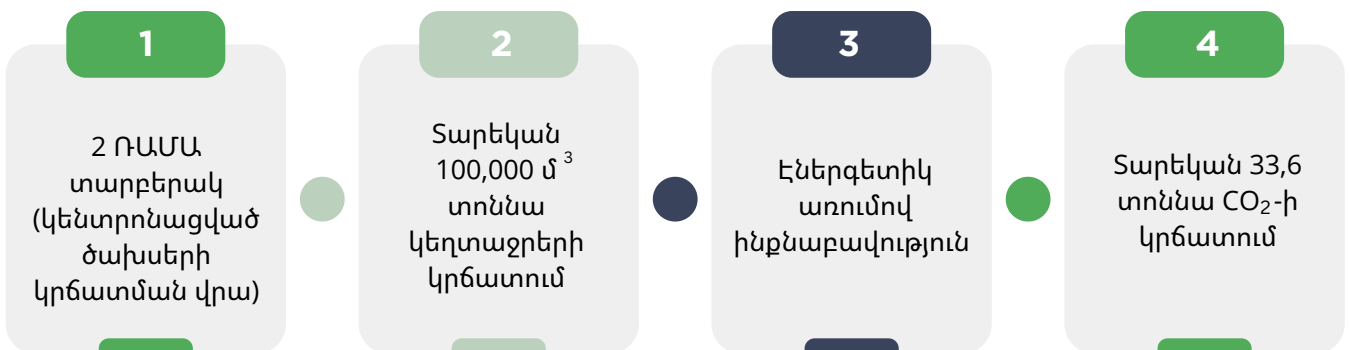 1
2 ՌԱՄԱ
տարբերակ
(կենտրոնացված
ծախսերի
կրճատման վրա)
2
Տարեկան
100,000 մ ³
տոննա
կեղտաջրերի
կրճատում
3
Էներգետիկ
առումով
ինքնաբավություն
4
Տարեկան 33,6
տոննա CO₂-ի
կրճատում